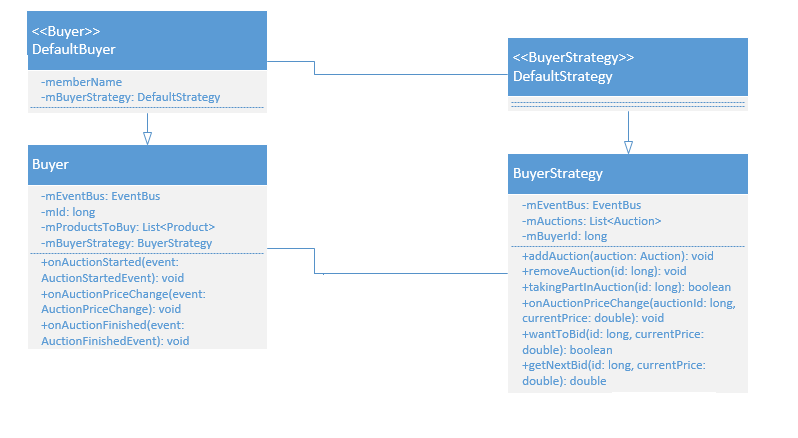 <<Buyer>>
DefaultBuyer
-memberName
-mBuyerStrategy: DefaultStrategy
<<BuyerStrategy>>
DefaultStrategy
Buyer
-mEventBus: EventBus
-mId: long
-mProductsToBuy: List<Product>
-mBuyerStrategy: BuyerStrategy
+onAuctionStarted(event:
AuctionStartedEvent): void
+onAuctionPriceChange(event:
AuctionPriceChange): void
+onAuctionFinished(event:
AuctionFinishedEvent): void
BuyerStrategy
-mEventBus: EventBus
-mAuctions: List<Auction>
-mBuyerId: long
+addAuction(auction: Auction): void
+removeAuction(id: long): void
+takingPartInAuction(id: long): boolean
+onAuctionPriceChange(auctionId: long,
currentPrice: double): void
+wantToBid(id: long, currentPrice:
double): boolean
+getNextBid(id: long, currentPrice:
double): double